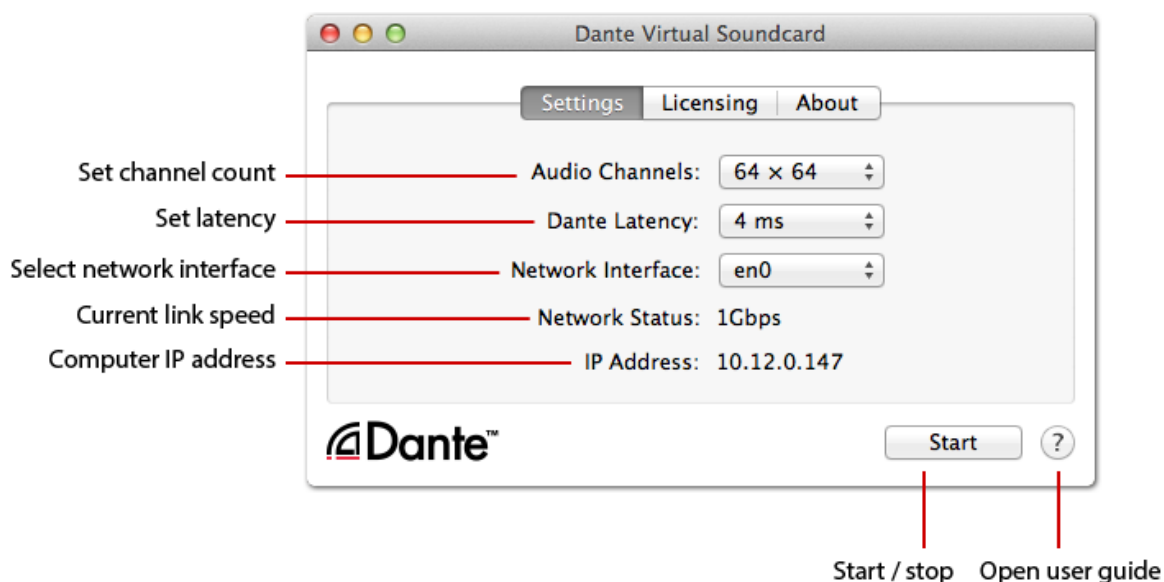 Dante Virtual Soundcard
Settings Licensing About
Set channel count Audio Channels: 64 × 64
Set latency Dante Latency: 4 ms
Select network interface Network Interface: en0
Current link speed Network Status: 1Gbps
Computer IP address IP Address: 10.12.0.147
Dante™ Start ?
Start / stop Open user guide